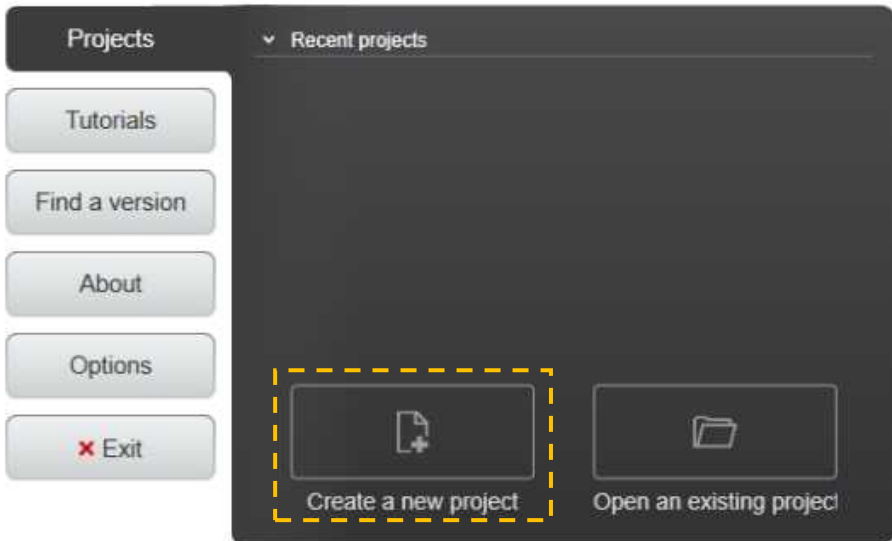 Projects
Recent projects
Tutorials
Find a version
About
Options
Exit
Create a new project
Open an existing project